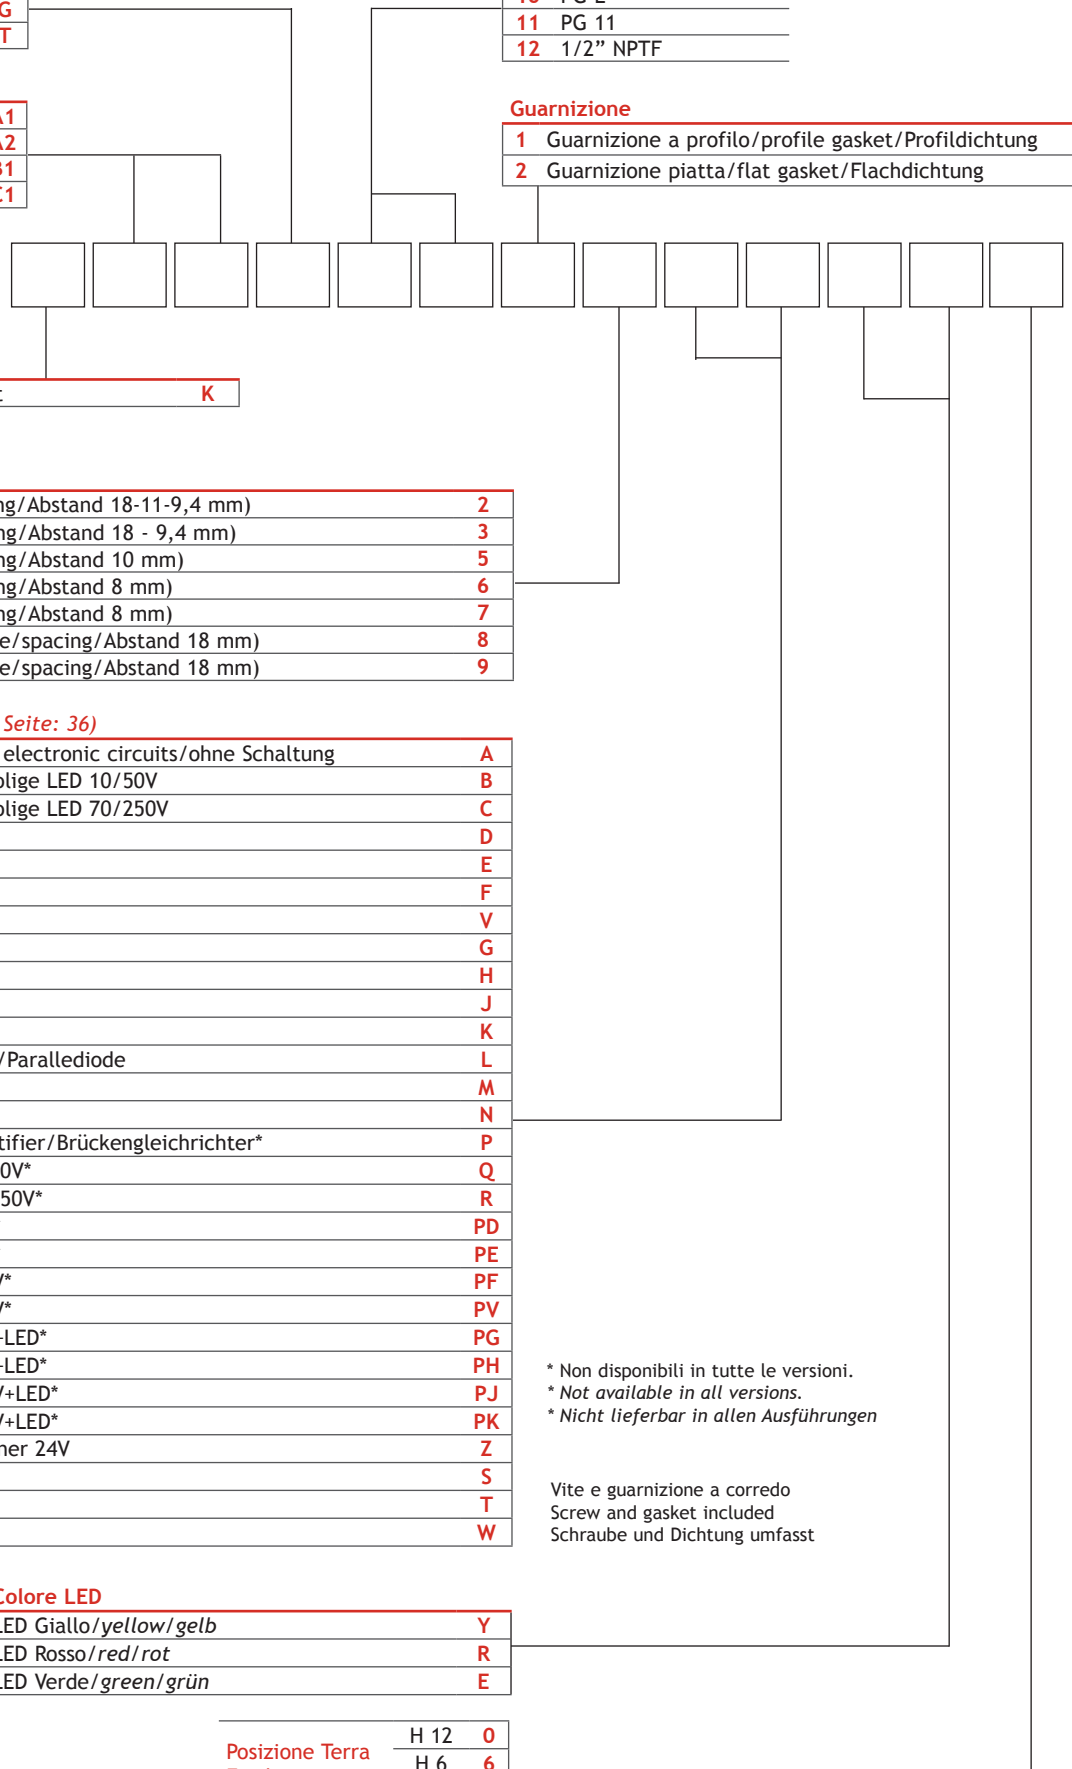 G
T
11 PG 11
12 1/2” NPTF
A1
A2
B1
C1
Guarnizione
1 Guarnizione a profilo/profile gasket/Profildichtung
2 Guarnizione piatta/flat gasket/Flachdichtung
K
ng/Abstand 18-11-9,4 mm) 2
ng/Abstand 18 - 9,4 mm) 3
ng/Abstand 10 mm) 5
ng/Abstand 8 mm) 6
ng/Abstand 8 mm) 7
e/spacing/Abstand 18 mm) 8
e/spacing/Abstand 18 mm) 9
Seite: 36)
electronic circuits/ohne Schaltung A
olige LED 10/50V B
olige LED 70/250V C
D
E
F
V
G
H
J
K
/Parallediode L
M
N
tifier/Brückengleichrichter* P
0V* Q
50V* R
PD
PE
V* PF
V* PV
+LED* PG
+LED* PH
V+LED* PJ
V+LED* PK
ner 24V Z
S
T
W
* Non disponibili in tutte le versioni.
* Not available in all versions.
* Nicht lieferbar in allen Ausführungen
Vite e guarnizione a corredo
Screw and gasket included
Schraube und Dichtung umfasst
Colore LED
LED Giallo/yellow/gelb Y
LED Rosso/red/rot R
LED Verde/green/grün E
Posizione Terra
H 12 0
H 6 6